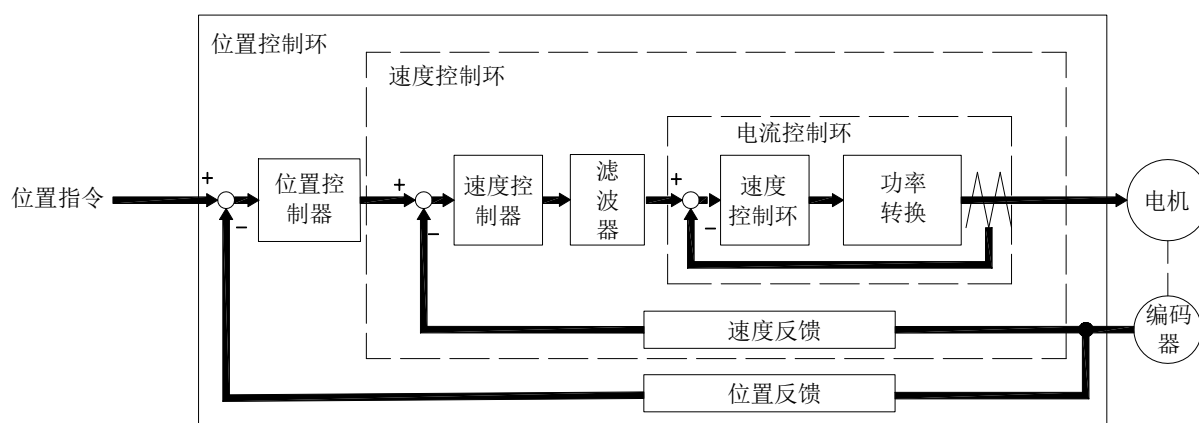 位置控制环
速度控制环
电流控制环
位置指令
+
−
位置控
制器
+
−
速度控
制器
滤
波
器
+
−
速度
控制环
功率
转换
电机
编码
器
速度反馈
位置反馈